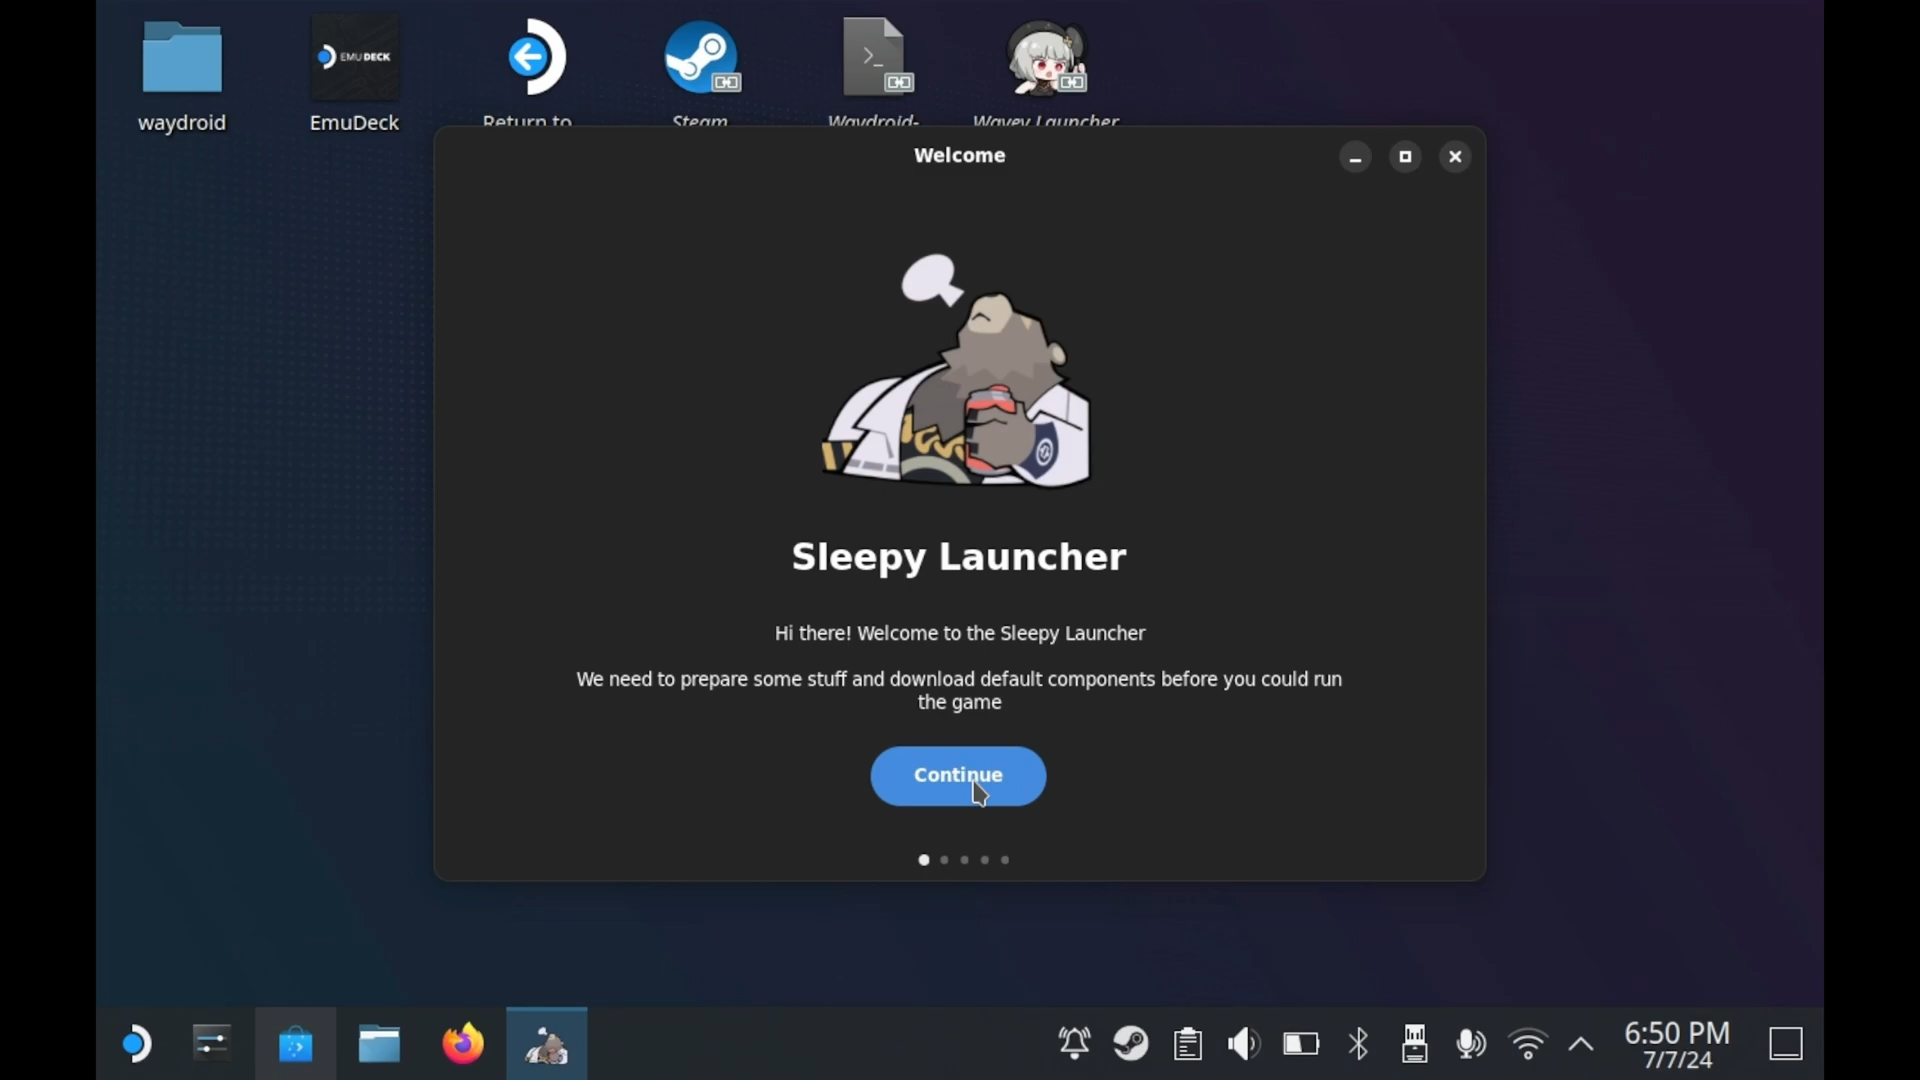 waydroid
EMUDECK
EmuDeck
Return to
Steam
Waydroid-
Wavey Launcher
Welcome
Sleepy Launcher
Hi there! Welcome to the Sleepy Launcher
We need to prepare some stuff and download default components before you could run
the game
Continue
6:50 PM
7/7/24